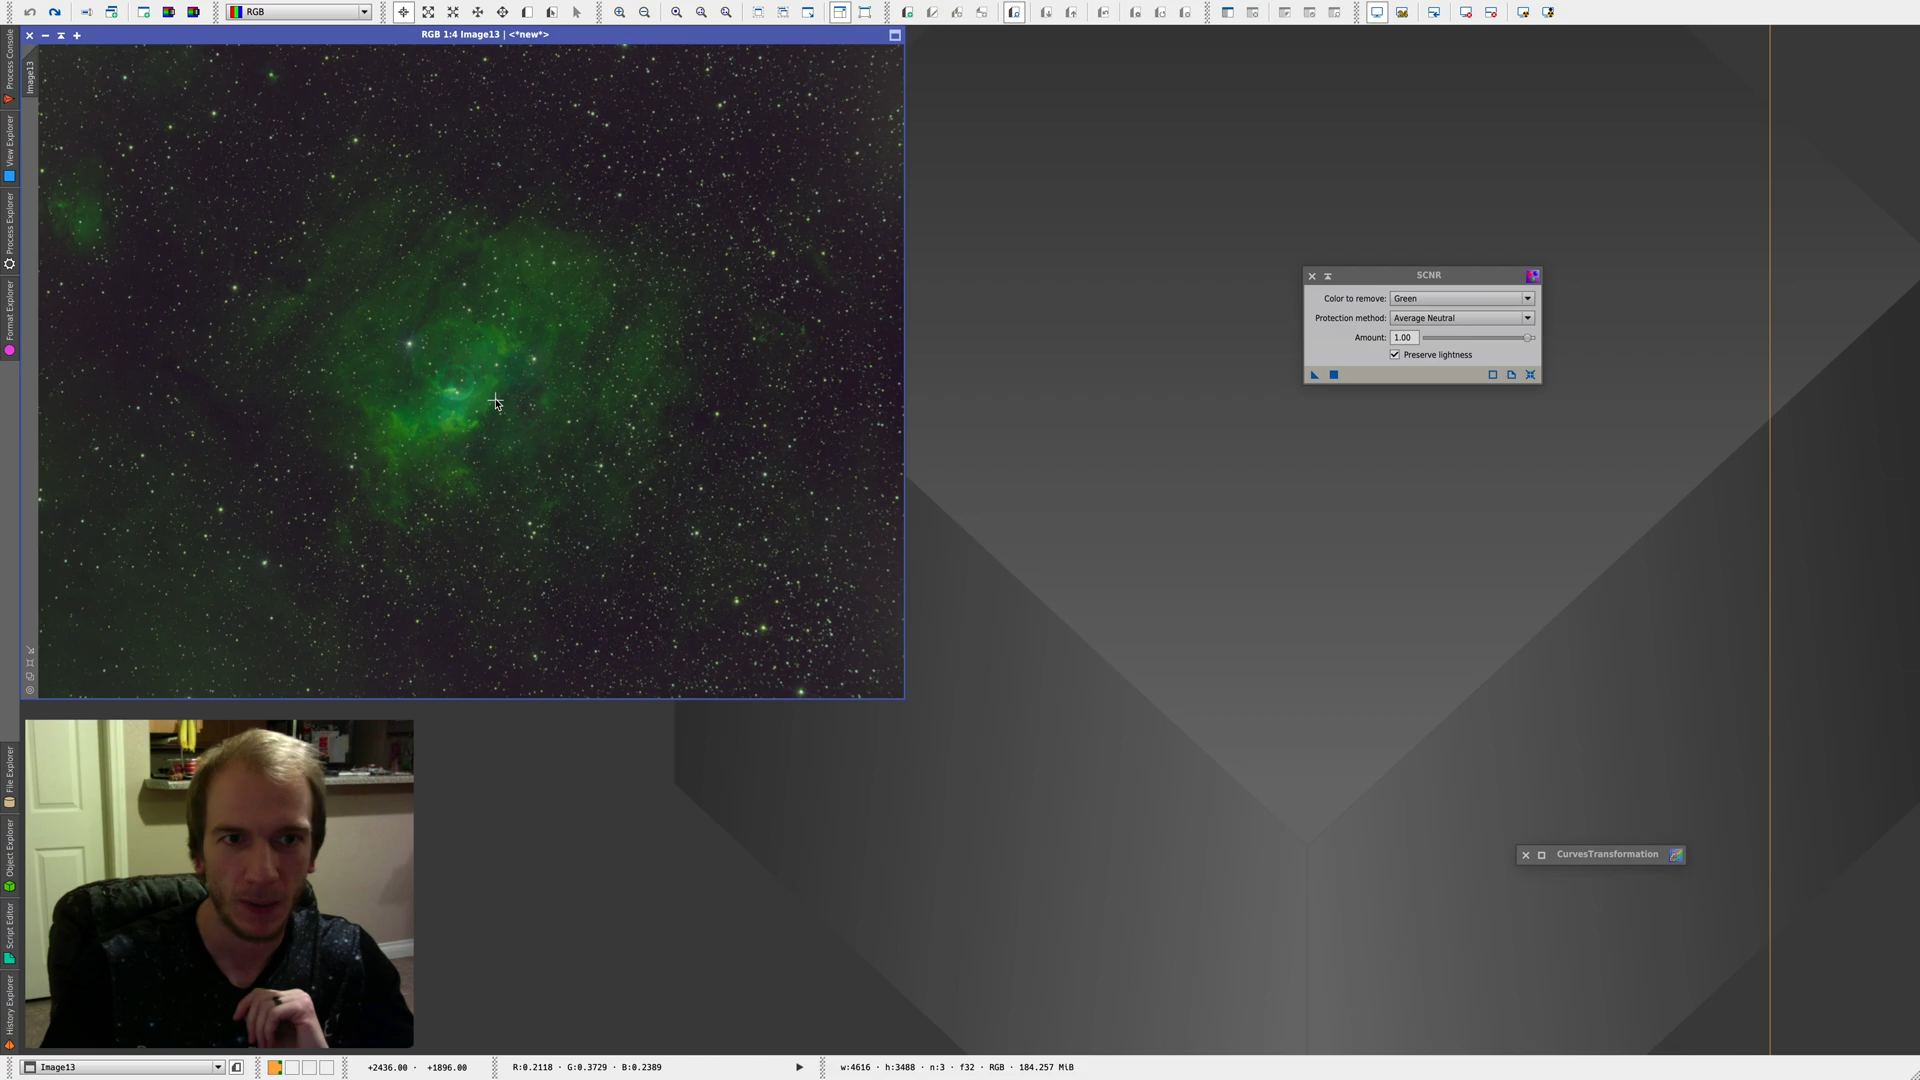 RGB
RGB 1:4 Image13 | <*new*>
Process Console
View Explorer
Process Explorer
Format Explorer
File Explorer
Object Explorer
Script Editor
History Explorer
Image13
SCNR
Color to remove: Green
Protection method: Average Neutral
Amount: 1.00
Preserve lightness
CurvesTransformation
Image13
+2436.00 · +1896.00
R:0.2118 · G:0.3729 · B:0.2389
w:4616 · h:3488 · n:3 · f32 · RGB · 184.257 MiB